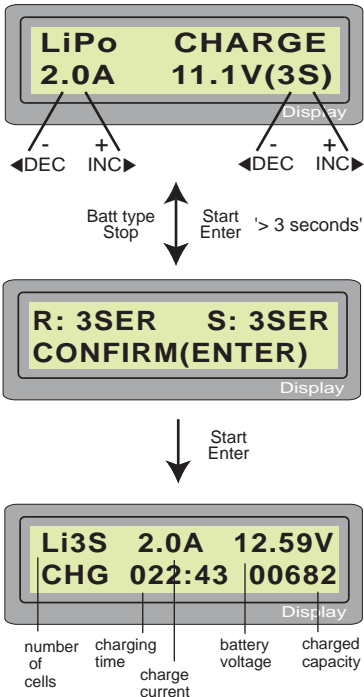 LiPo CHARGE
2.0A 11.1V(3S)
Display
- + - +
◀DEC INC▶ ◀DEC INC▶
Batt type Start '> 3 seconds'
Stop Enter
R: 3SER S: 3SER
CONFIRM(ENTER)
Display
Start
Enter
Li3S 2.0A 12.59V
CHG 022:43 00682
Display
number of cells
charging time
charge current
battery voltage
charged capacity